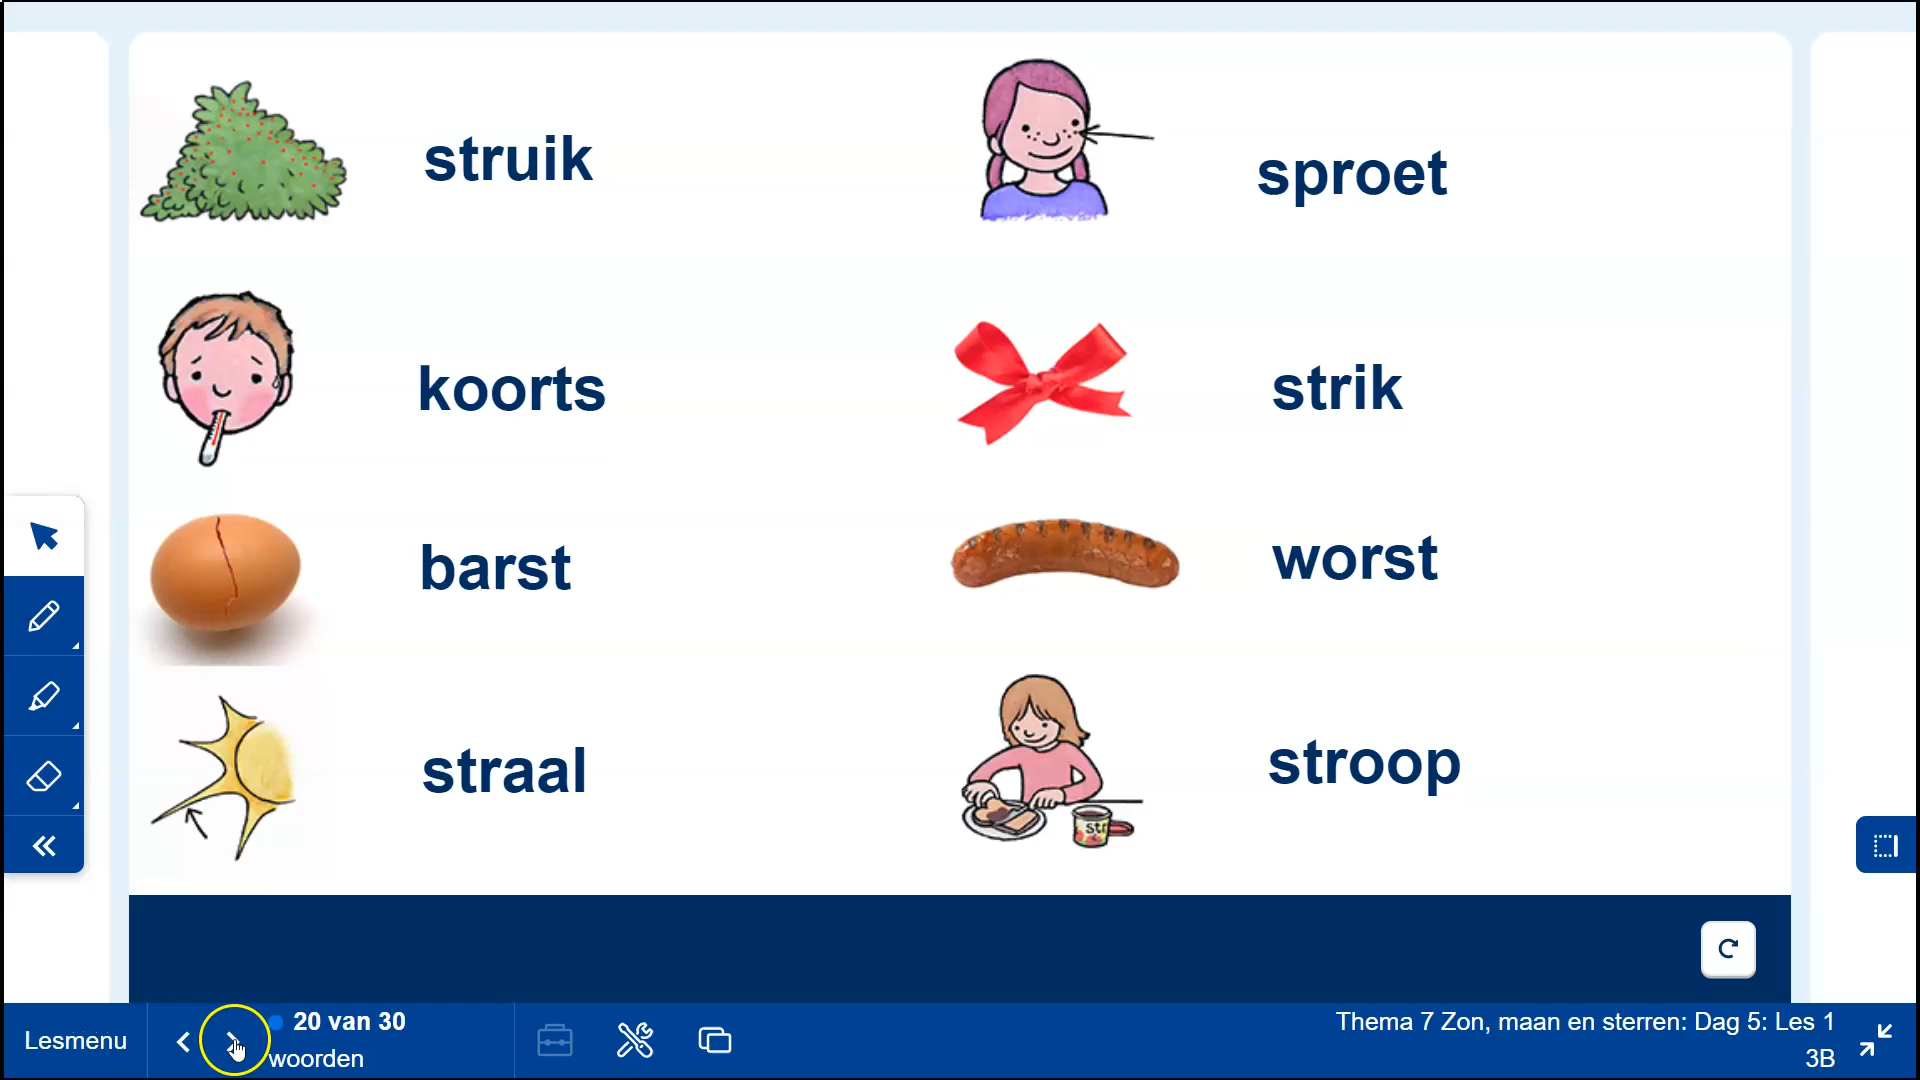 struik
sproet
koorts
strik
barst
worst
straal
stroop
str
Lesmenu
20 van 30
woorden
Thema 7 Zon, maan en sterren: Dag 5: Les 1
3B